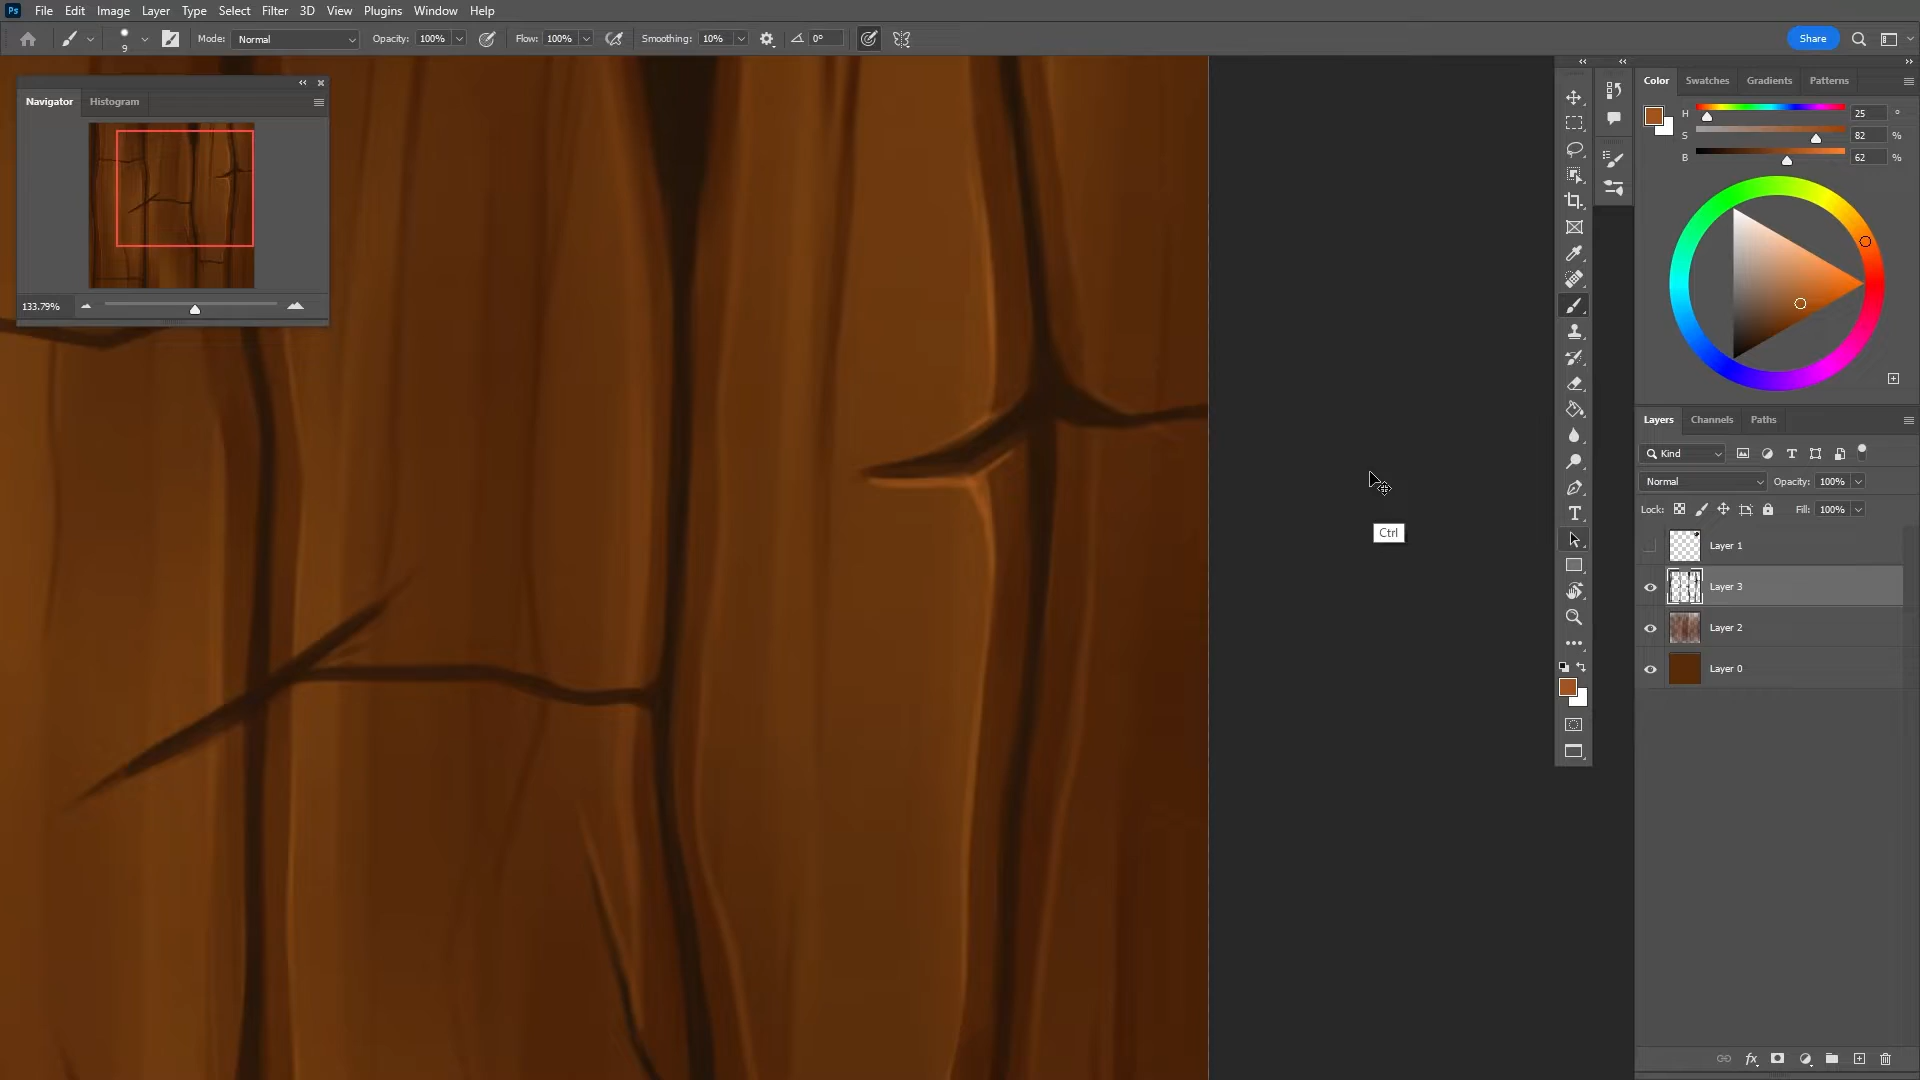 Ps File Edit Image Layer Type Select Filter 3D View Plugins Window Help
9 Mode: Normal Opacity: 100% Flow: 100% Smoothing: 10% 0° Share
Navigator Histogram
133.79%
Ctrl
Color Swatches Gradients Patterns
H 25 °
S 82 %
B 62 %
Layers Channels Paths
Kind
Normal Opacity: 100%
Lock: Fill: 100%
Layer 1
Layer 3
Layer 2
Layer 0
fx